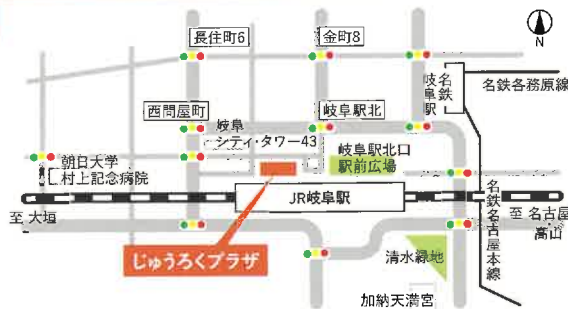 長住町6
金町8
N
名鉄
岐阜駅
名鉄各務原線
西問屋町
岐阜駅北
岐阜
シティ・タワー43
岐阜駅北口
駅前広場
朝日大学
村上記念病院
JR岐阜駅
至 大垣
名鉄名古屋本線
至 名古屋
高山
じゅうろくプラザ
清水緑地
加納天満宮